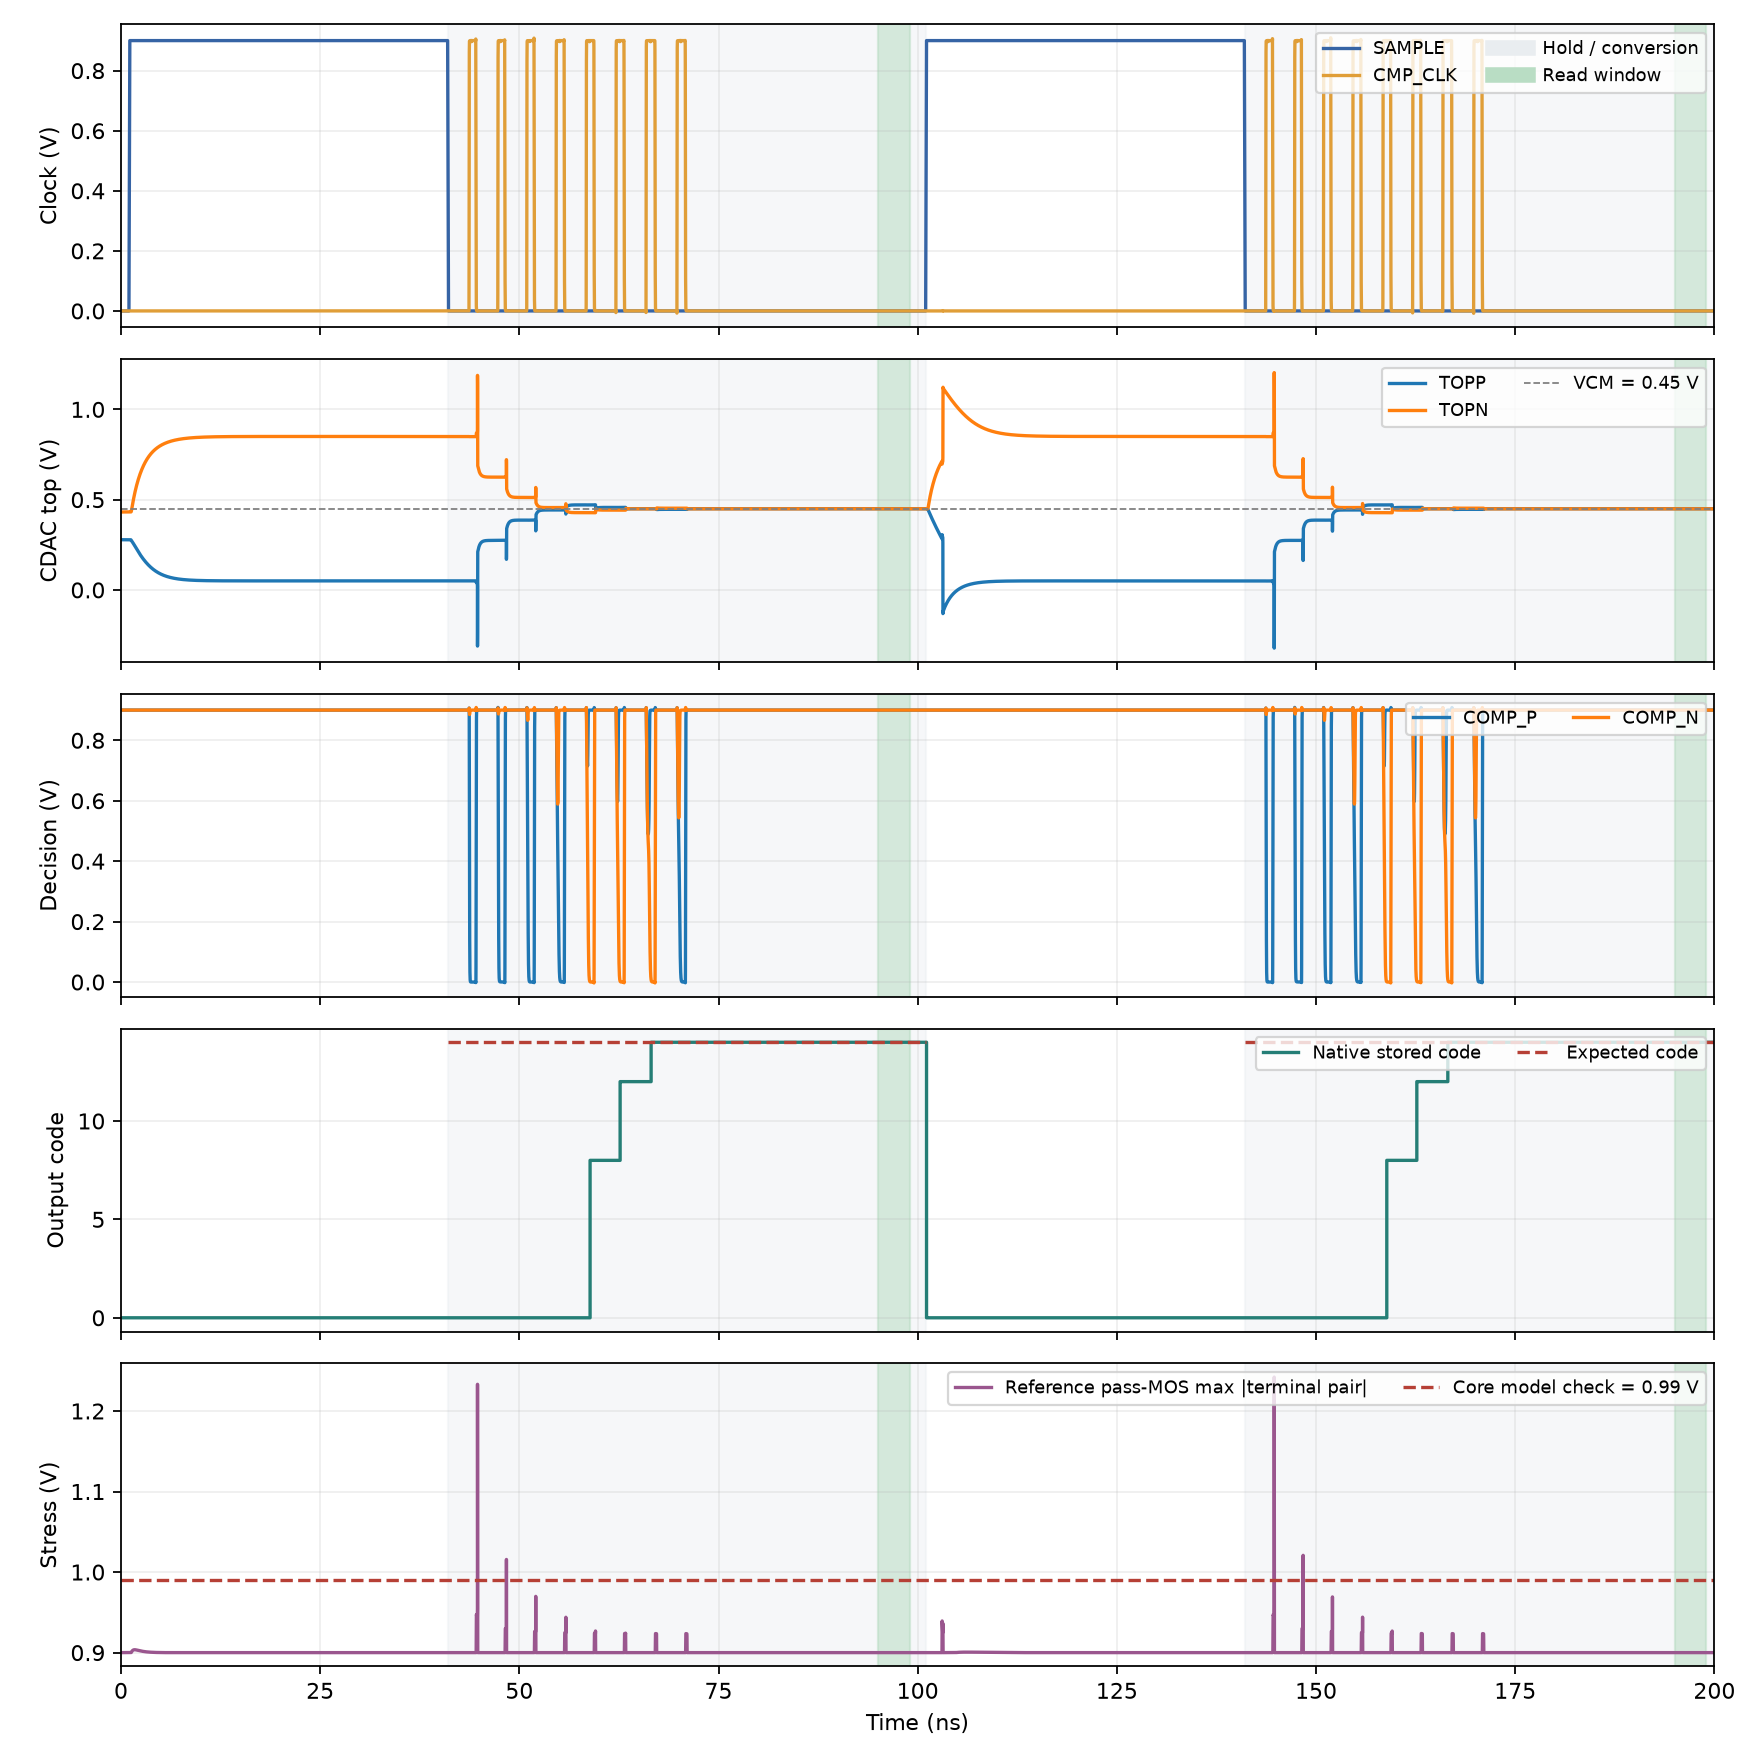 Clock (V)
0.8
0.6
0.4
0.2
0.0
SAMPLE
CMP_CLK
Hold / conversion
Read window
CDAC top (V)
1.0
0.5
0.0
TOPP
TOPN
VCM = 0.45 V
Decision (V)
0.8
0.6
0.4
0.2
0.0
COMP_P
COMP_N
Output code
10
5
0
Native stored code
Expected code
Stress (V)
1.2
1.1
1.0
0.9
Reference pass-MOS max |terminal pair|
Core model check = 0.99 V
0 25 50 75 100 125 150 175 200
Time (ns)